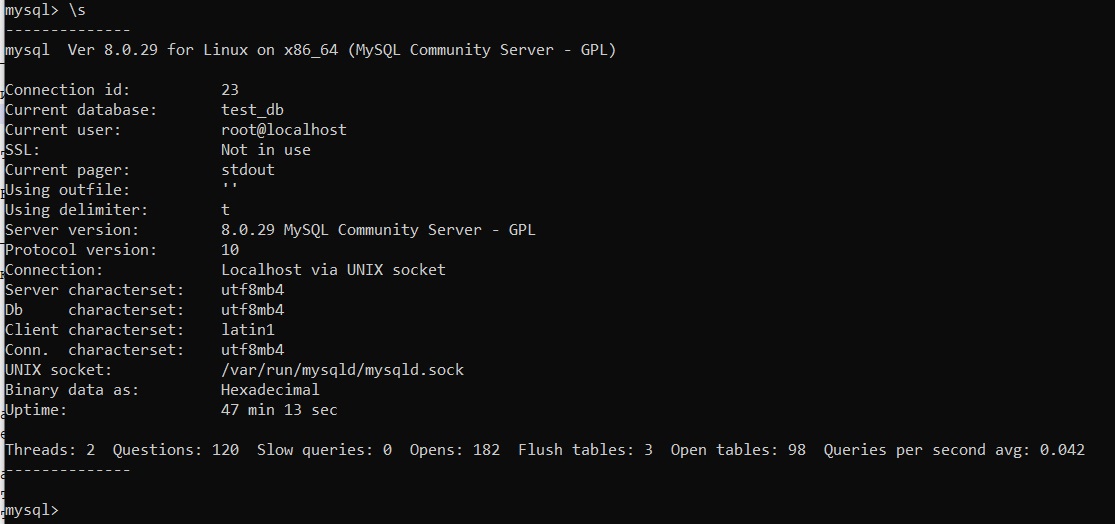 mysql> \s
--------------
mysql  Ver 8.0.29 for Linux on x86_64 (MySQL Community Server - GPL)
Connection id:          23
Current database:       test_db
Current user:           root@localhost
SSL:                    Not in use
Current pager:          stdout
Using outfile:          ''
Using delimiter:        t
Server version:         8.0.29 MySQL Community Server - GPL
Protocol version:       10
Connection:             Localhost via UNIX socket
Server characterset:    utf8mb4
Db     characterset:    utf8mb4
Client characterset:    latin1
Conn.  characterset:    utf8mb4
UNIX socket:            /var/run/mysqld/mysqld.sock
Binary data as:         Hexadecimal
Uptime:                 47 min 13 sec
Threads: 2  Questions: 120  Slow queries: 0  Opens: 182  Flush tables: 3  Open tables: 98  Queries per second avg: 0.042
--------------
mysql>